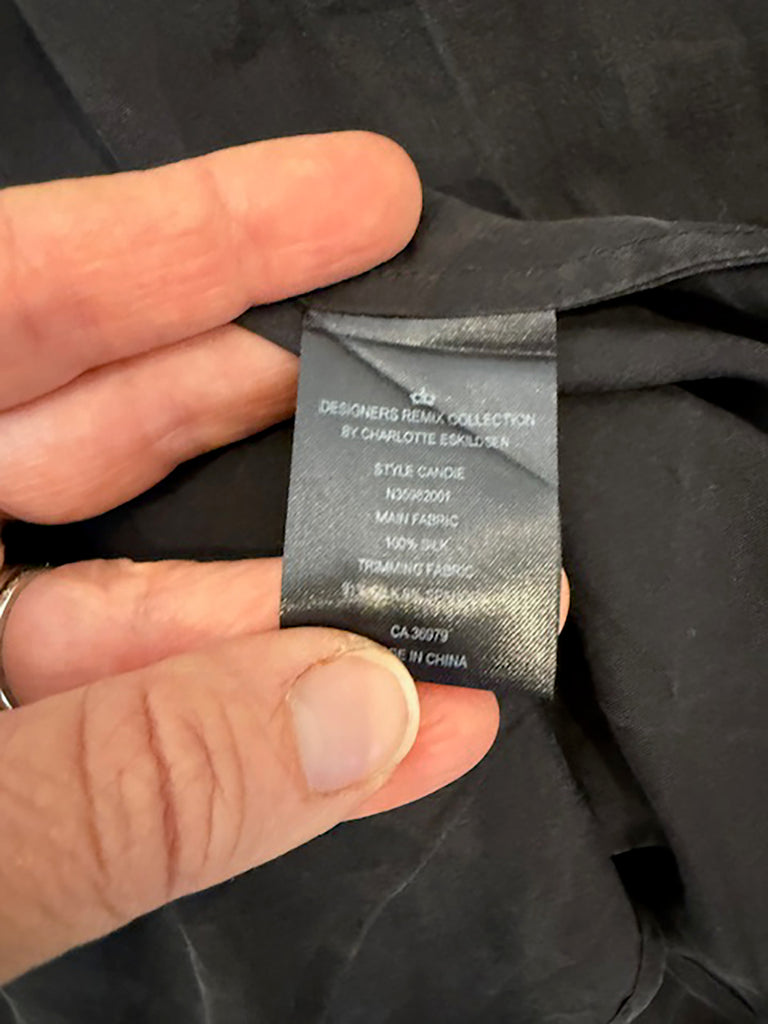 DESIGNERS REMIX COLLECTION
BY CHARLOTTE ESKILDSEN
STYLE CANDIE
N35982001
MAIN FABRIC
100% SILK
TRIMMING FABRIC
SILK
CA 36979
IN CHINA